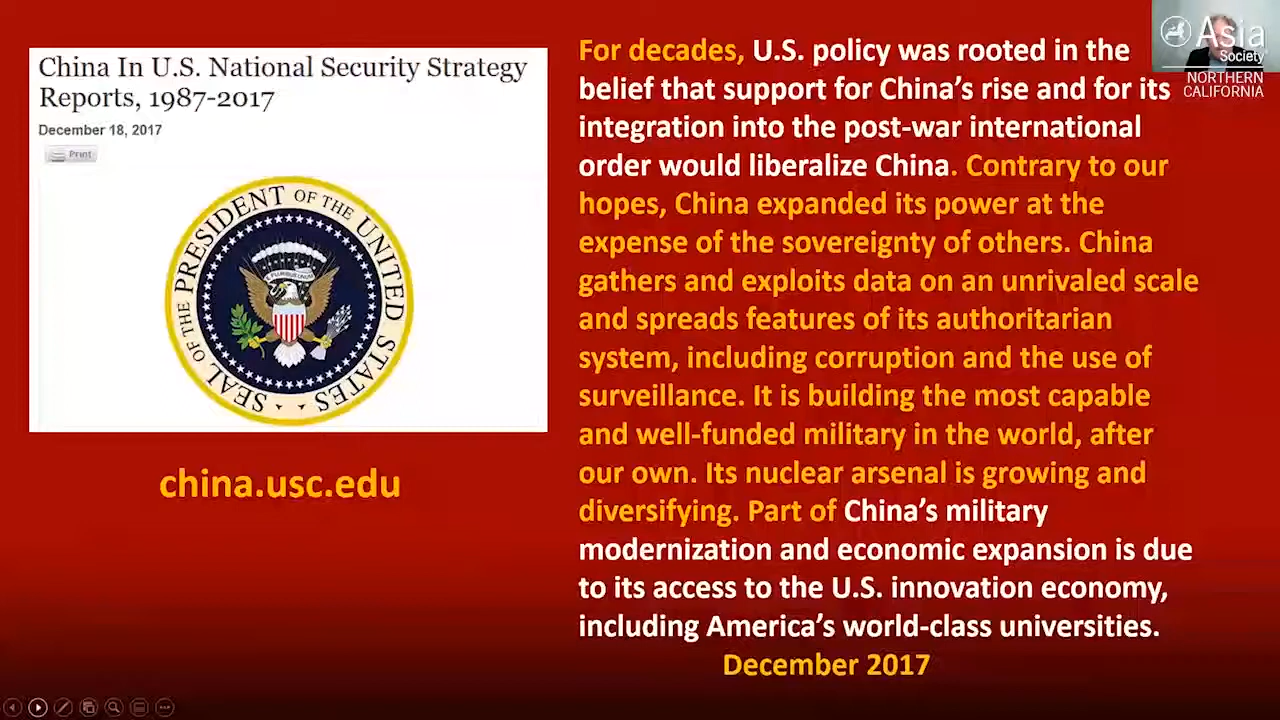 China In U.S. National Security Strategy
Reports, 1987-2017
December 18, 2017
Print
SEAL OF THE PRESIDENT OF THE UNITED STATES
E PLURIBUS UNUM
china.usc.edu
For decades, U.S. policy was rooted in the
belief that support for China’s rise and for its
integration into the post-war international
order would liberalize China. Contrary to our
hopes, China expanded its power at the
expense of the sovereignty of others. China
gathers and exploits data on an unrivaled scale
and spreads features of its authoritarian
system, including corruption and the use of
surveillance. It is building the most capable
and well-funded military in the world, after
our own. Its nuclear arsenal is growing and
diversifying. Part of China’s military
modernization and economic expansion is due
to its access to the U.S. innovation economy,
including America’s world-class universities.
December 2017
Asia
Society
NORTHERN
CALIFORNIA